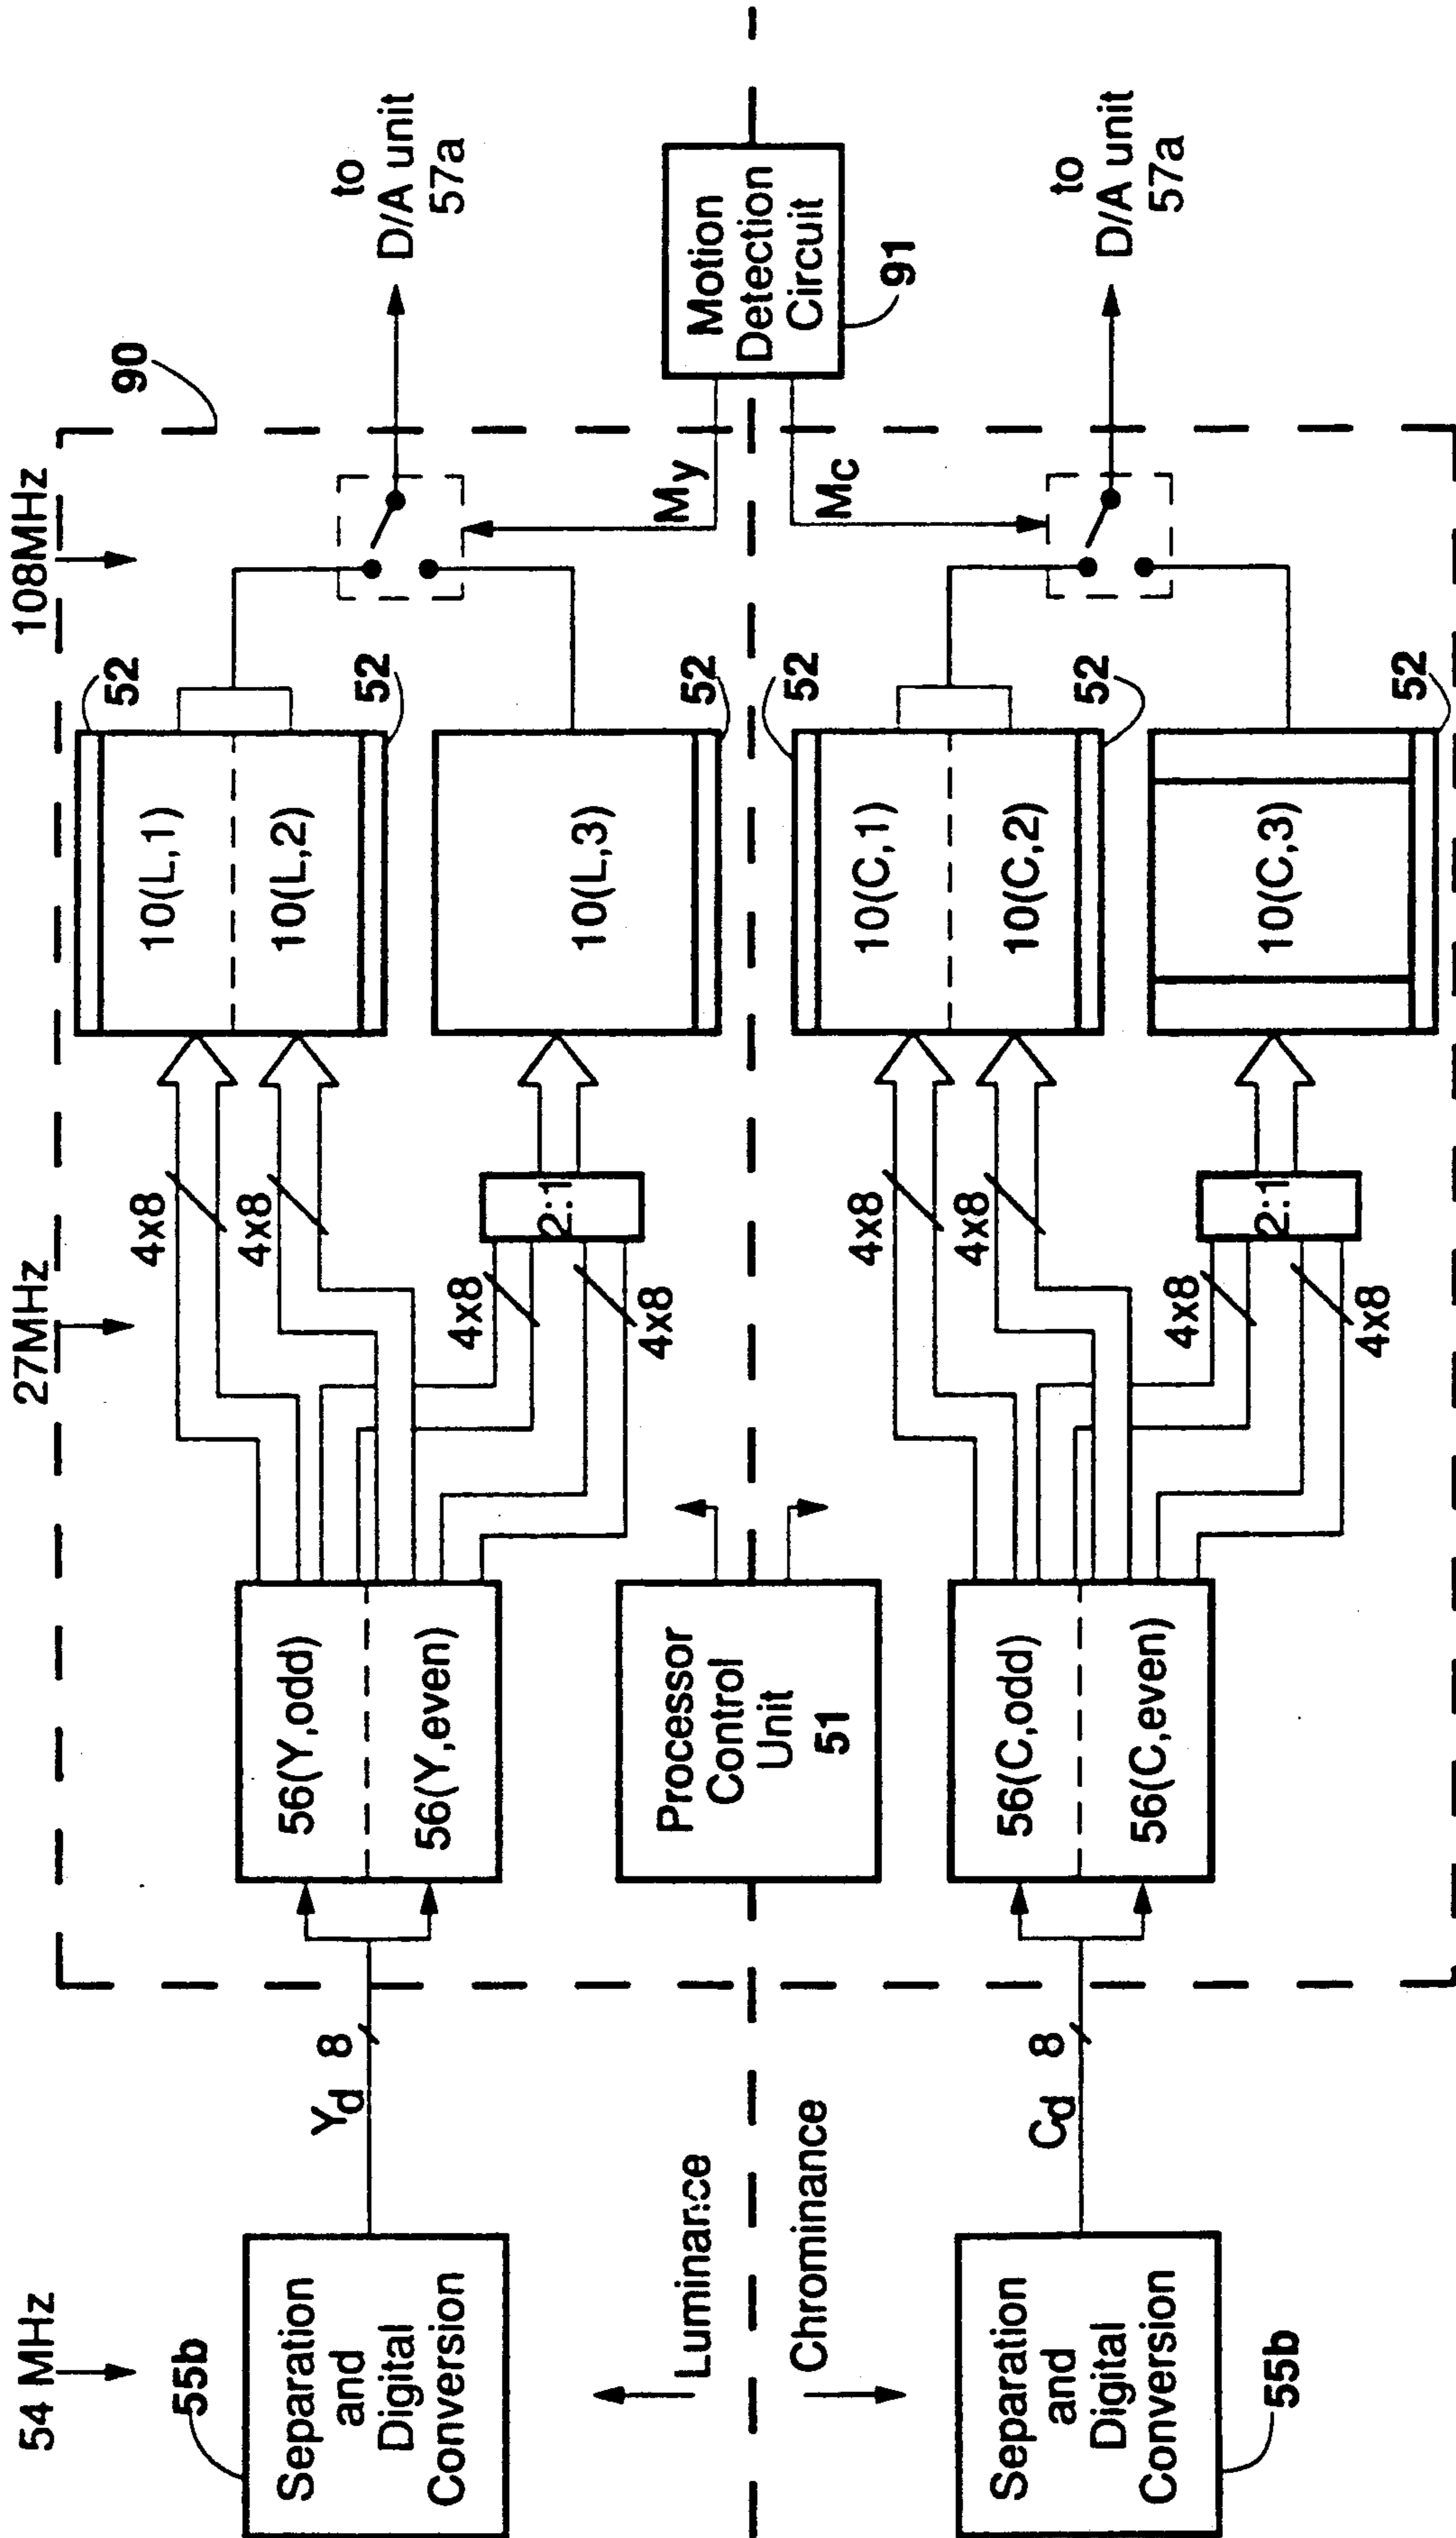 54 MHz
27MHz
108MHz
55b
Separation
and
Digital
Conversion
Yd
8
56(Y,odd)
56(Y,even)
4x8
4x8
4x8
4x8
2:1
52
10(L,1)
10(L,2)
52
10(L,3)
52
90
to
D/A unit
57a
My
Luminance
Chrominance
Processor
Control
Unit
51
Motion
Detection
Circuit
91
Mc
Separation
and
Digital
Conversion
55b
Cd
8
56(C,odd)
56(C,even)
4x8
4x8
4x8
4x8
2:1
52
10(C,1)
10(C,2)
52
10(C,3)
52
to
D/A unit
57a